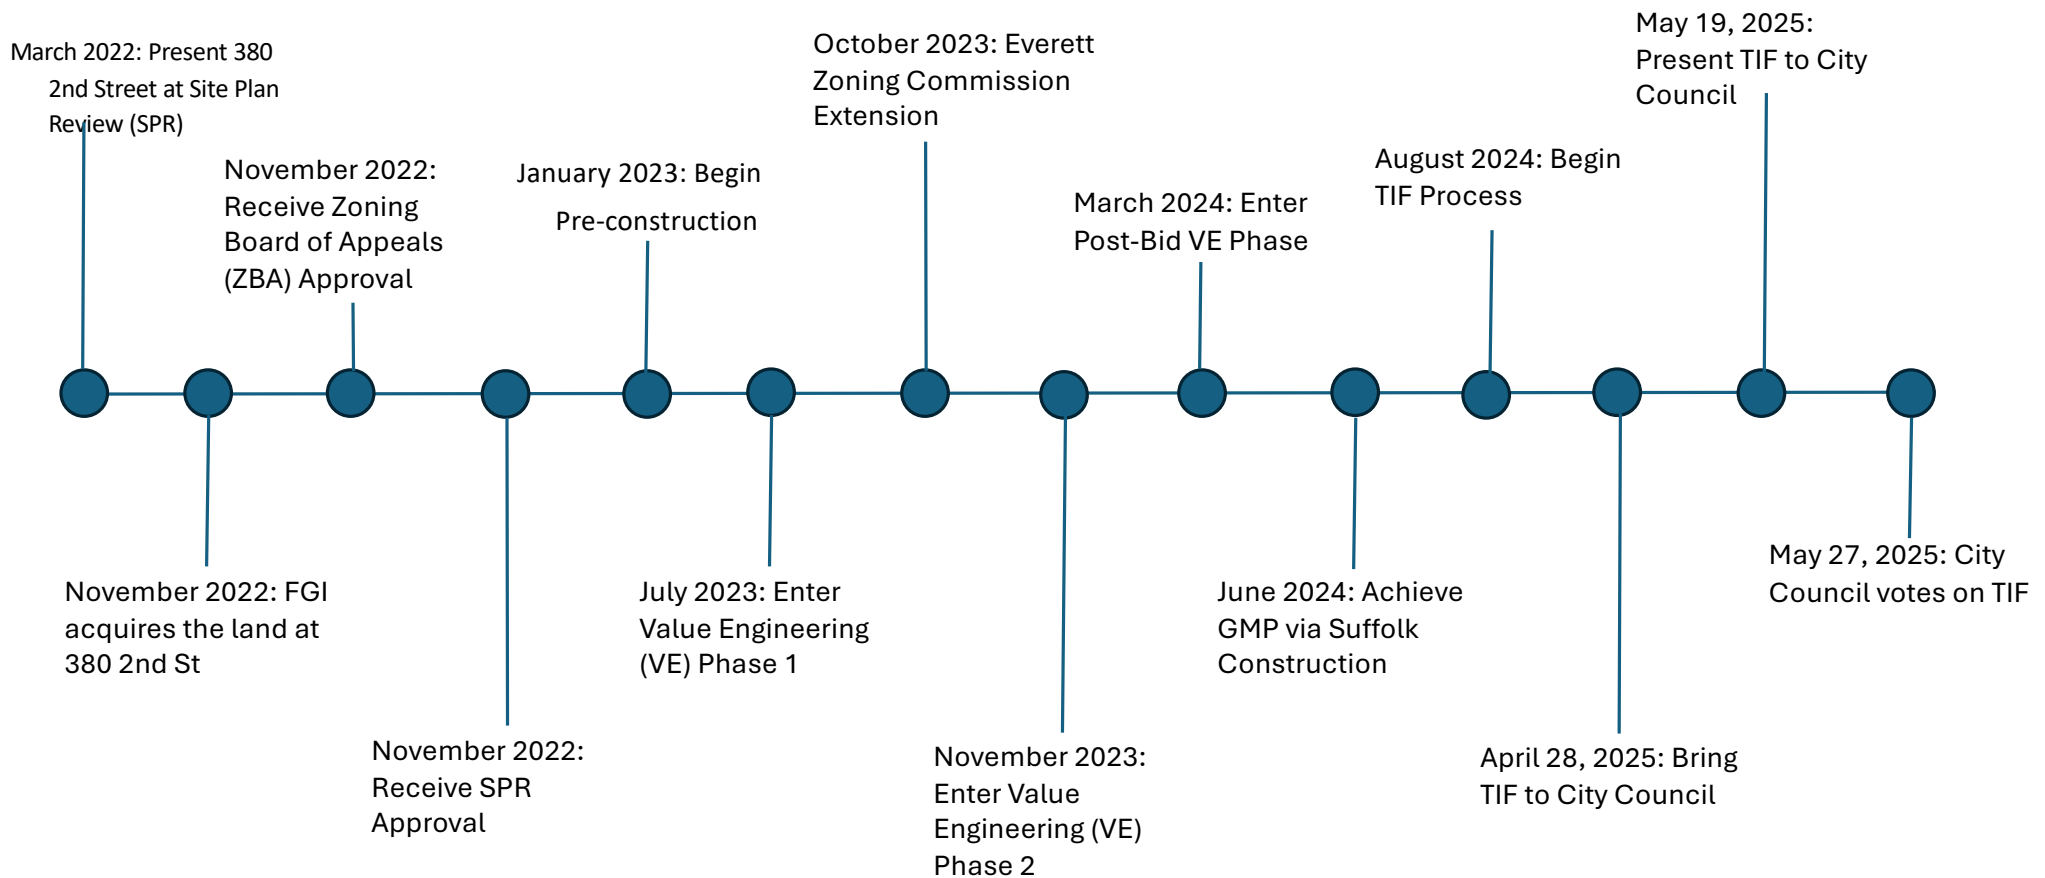 March 2022: Present 380
2nd Street at Site Plan
Review (SPR)
November 2022: FGI
acquires the land at
380 2nd St
November 2022:
Receive Zoning
Board of Appeals
(ZBA) Approval
November 2022:
Receive SPR
Approval
January 2023: Begin
Pre-construction
July 2023: Enter
Value Engineering
(VE) Phase 1
October 2023: Everett
Zoning Commission
Extension
November 2023:
Enter Value
Engineering (VE)
Phase 2
March 2024: Enter
Post-Bid VE Phase
June 2024: Achieve
GMP via Suffolk
Construction
August 2024: Begin
TIF Process
April 28, 2025: Bring
TIF to City Council
May 19, 2025:
Present TIF to City
Council
May 27, 2025: City
Council votes on TIF